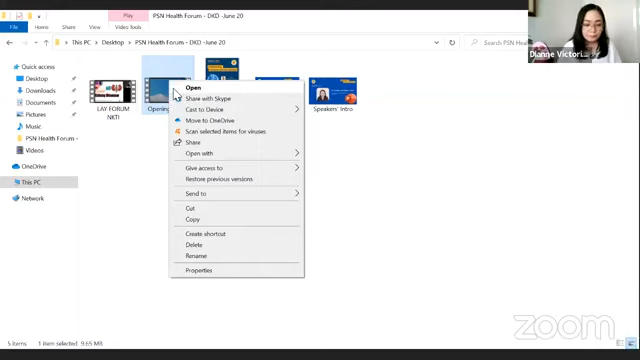 Play
PSN Health Forum - DKD -June 20
File
Home
Share
View
Video Tools
This PC
Desktop
PSN Health Forum - DKD -June 20
Search PSN Health
Quick access
Desktop
Downloads
Documents
Pictures
Music
PSN Health Forum
Videos
OneDrive
This PC
Network
LAY FORUM
NKTI
Opening
Speakers' Intro
Open
Share with Skype
Cast to Device
Move to OneDrive
Scan selected items for viruses
Share
Open with
Give access to
Restore previous versions
Send to
Cut
Copy
Create shortcut
Delete
Rename
Properties
5 items
1 item selected
9.65 MB
Dianne Victori
zoom